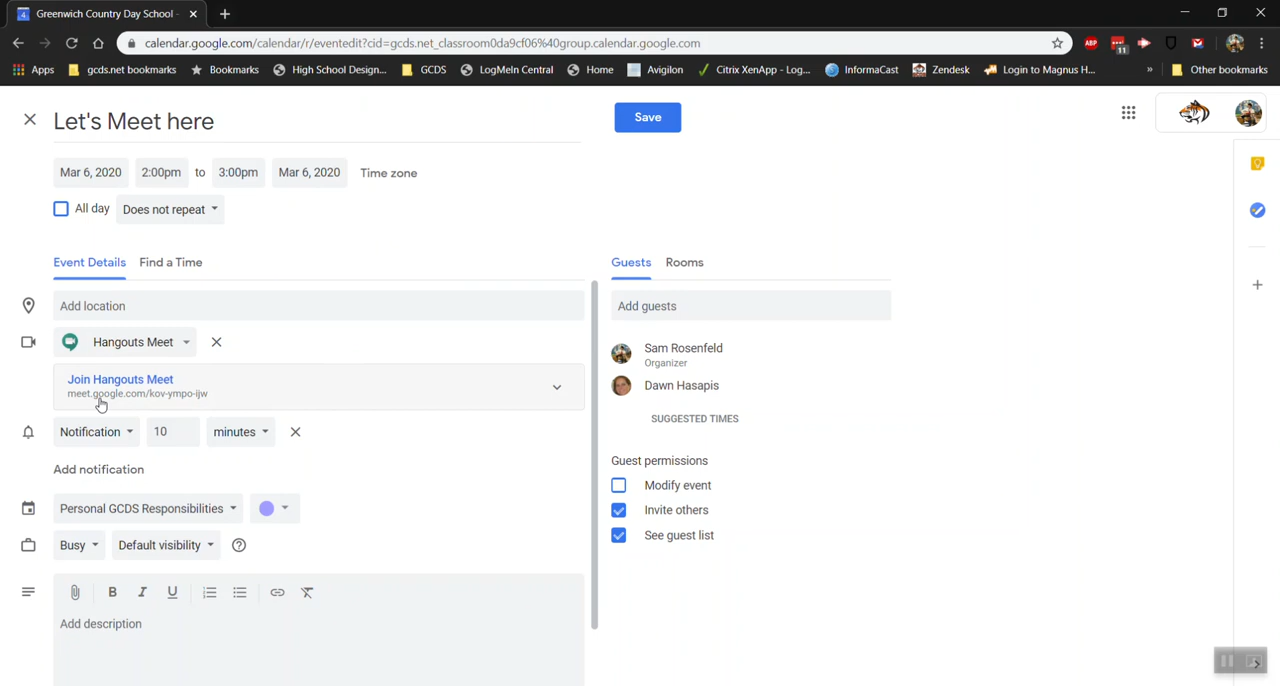 Greenwich Country Day School -
calendar.google.com/calendar/r/eventedit?cid=gcds.net_classroom0da9cf06%40group.calendar.google.com
ABP
11
Apps
gcds.net bookmarks
Bookmarks
High School Design...
GCDS
LogMeIn Central
Home
Avigilon
Citrix XenApp - Log...
InformaCast
Zendesk
Login to Magnus H...
»
Other bookmarks
Let's Meet here
Save
Mar 6, 2020 2:00pm to 3:00pm Mar 6, 2020 Time zone
All day Does not repeat
Event Details Find a Time
Guests Rooms
Add location
Add guests
Hangouts Meet
Join Hangouts Meet
meet.google.com/kov-ympo-ijw
Sam Rosenfeld
Organizer
Dawn Hasapis
SUGGESTED TIMES
Notification 10 minutes
Add notification
Guest permissions
Modify event
Invite others
See guest list
Personal GCDS Responsibilities
Busy Default visibility
B I U
Add description